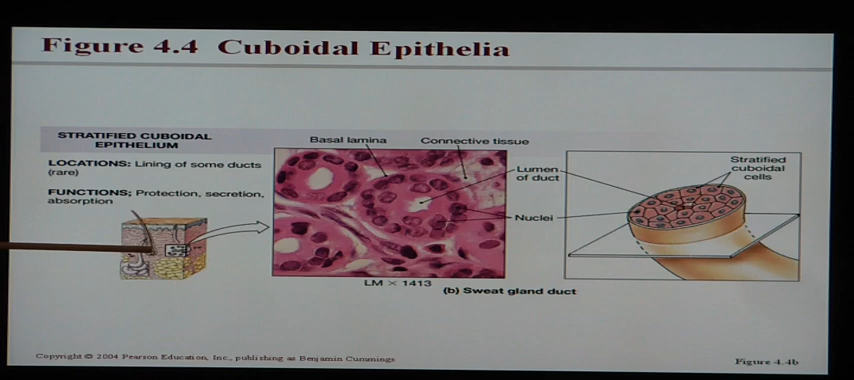 Figure 4.4 Cuboidal Epithelia
STRATIFIED CUBOIDAL
EPITHELIUM
LOCATIONS: Lining of some ducts
(rare)
FUNCTIONS; Protection, secretion,
absorption
Basal lamina
Connective tissue
Lumen
of duct
Nuclei
Stratified
cuboidal
cells
LM × 1413
(b) Sweat gland duct
Copyright © 2004 Pearson Education, Inc., publishing as Benjamin Cummings
Figure 4.4b